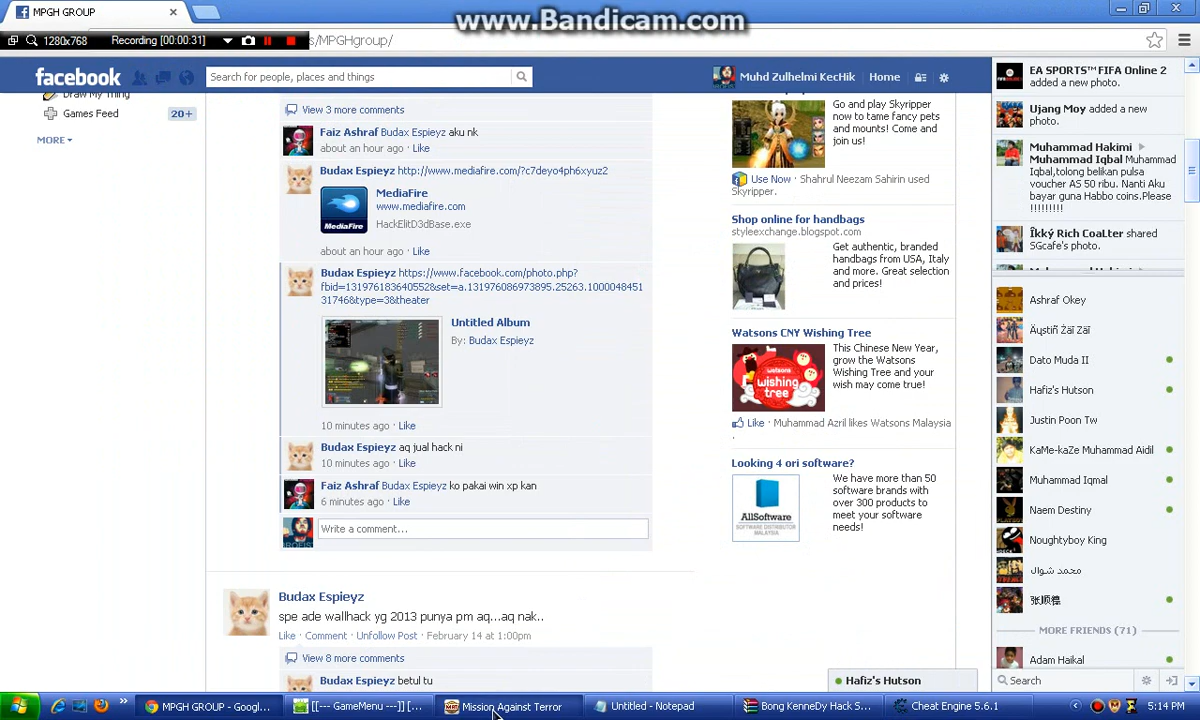 MPGH GROUP
www.Bandicam.com
1280x768 Recording [00:00:31]
s/MPGHgroup/
facebook
Search for people, places and things
Muhd Zulhelmi KecHik Home
Draw My Thing
Games Feed 20+
MORE
View 3 more comments
Faiz Ashraf Budax Espieyz aku nk
about an hour ago · Like
Budax Espieyz http://www.mediafire.com/?c7deyo4ph6xyuz2
MediaFire
www.mediafire.com
HackElitD3dBase.exe
MediaFire
about an hour ago · Like
Budax Espieyz https://www.facebook.com/photo.php?
fbid=131976183640552&set=a.131976086973895.25263.1000048451
31746&type=3&theater
Untitled Album
By: Budax Espieyz
10 minutes ago · Like
Budax Espieyz aq jual hack ni
10 minutes ago · Like
Faiz Ashraf Budax Espieyz ko pakai win xp kan
6 minutes ago · Like
Write a comment...
Budax Espieyz
spe ade wallhack yg 2013 punya pm aq...aq nak..
Like · Comment · Unfollow Post · February 14 at 1:00pm
View 8 more comments
Budax Espieyz betul tu
Go and play Skyripper
now to tame fancy pets
and mounts! Come and
join us!
Use Now · Shahrul Neezam Sahirin used
Skyripper.
Shop online for handbags
styleexchange.blogspot.com
Get authentic, branded
handbags from USA, Italy
and more. Great selection
and prices!
Watsons CNY Wishing Tree
watsons
wishing
tree
This Chinese New Year,
grow the Watsons
Wishing Tree and your
wish may come true!
Like · Muhammad Azril likes Watsons Malaysia
.
Looking 4 ori software?
AllSoftware
SOFTWARE DISTRIBUTOR
MALAYSIA
We have more than 50
software brands with
over 300 products to
meet your software
needs!
EA SPORTS™ FIFA Online 2
added a new photo.
Ujang Moy added a new
photo.
Muhammad Hakimi
Muhammad Iqbal Muhammad
Iqbal,tolong belikan pulsa
voucher AS 50 ribu. Nanti Aku
bayar guna Habbo coins.Please
!!!!!!!!!
Îkký Rich CoaLter shared
SGcafe's photo.
Ashraf Okey
Äųstiñ Žāī Zāī
Dato Muda II
Hafiz's Hutson
Justin Poon Tw
KaMe-kaZe Muhammad Aidil
Muhammad Iqmal
Naem Destiny
Noughtyboy King
محمد شوال
张顺稳
MORE FRIENDS (71)
Adam Haikal
Search
Hafiz's Hutson
MPGH GROUP - Googl...
[[--- GameMenu ---] [...
Mission Against Terror
Untitled - Notepad
Bong KenneDy Hack S...
Cheat Engine 5.6.1
5:14 PM